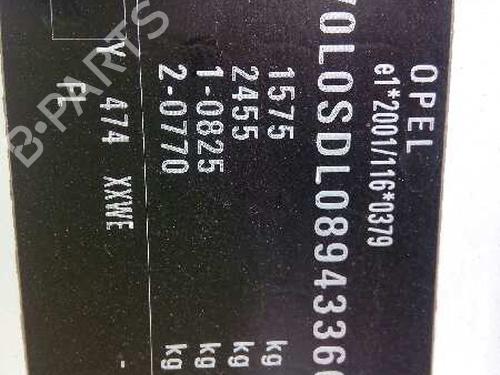 OPEL
e1*2001/116*0379
0L0SDL0894336
1575 kg
2455 kg
1-0825 kg
2-0770 kg
Y 474 XXWE -
FL
B-PARTS